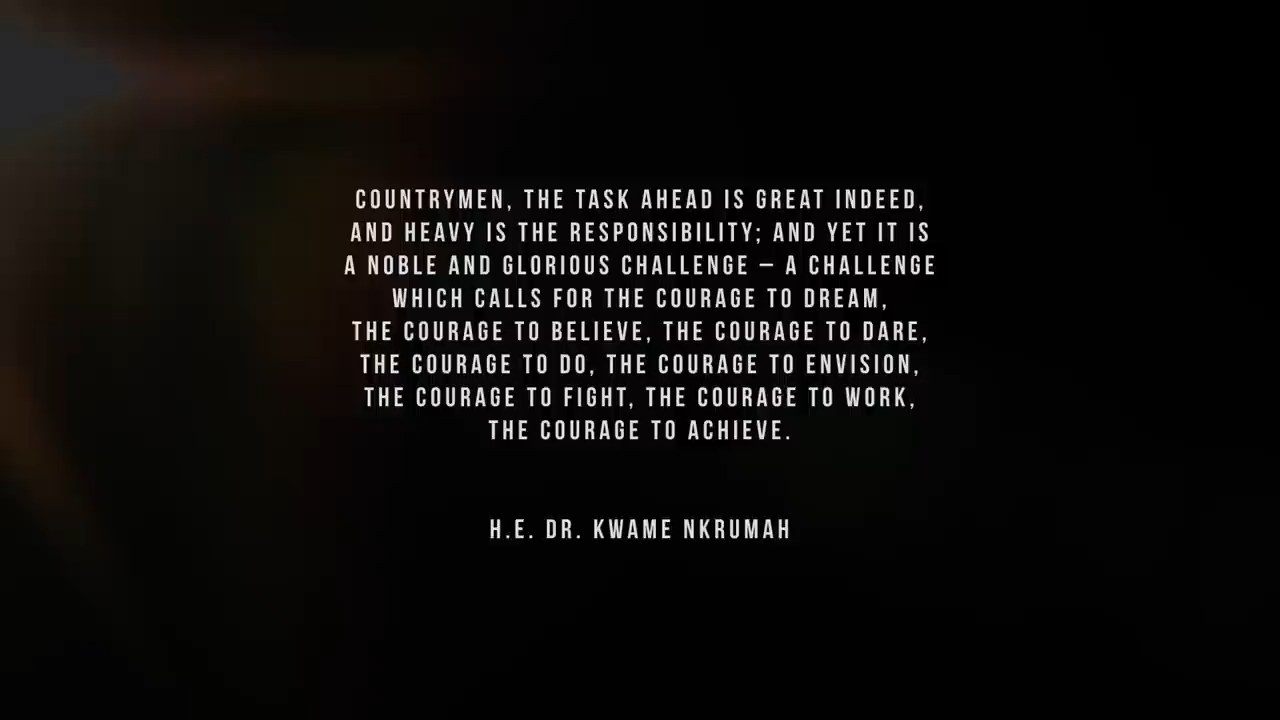 COUNTRYMEN, THE TASK AHEAD IS GREAT INDEED,
AND HEAVY IS THE RESPONSIBILITY; AND YET IT IS
A NOBLE AND GLORIOUS CHALLENGE – A CHALLENGE
WHICH CALLS FOR THE COURAGE TO DREAM,
THE COURAGE TO BELIEVE, THE COURAGE TO DARE,
THE COURAGE TO DO, THE COURAGE TO ENVISION,
THE COURAGE TO FIGHT, THE COURAGE TO WORK,
THE COURAGE TO ACHIEVE.
H.E. DR. KWAME NKRUMAH